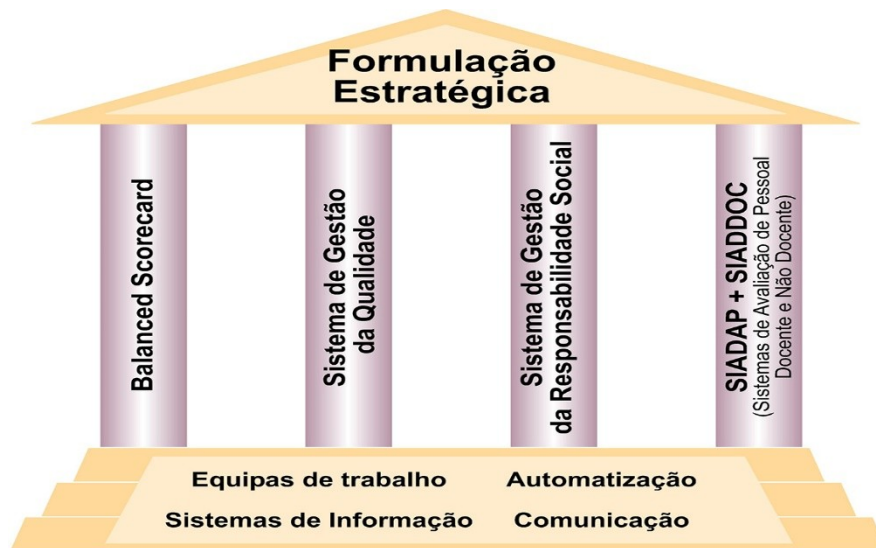 Formulação
Estratégica
Balanced Scorecard
Sistema de Gestão
da Qualidade
Sistema de Gestão
da Responsabilidade Social
SIADAP + SIADDOC
(Sistemas de Avaliação de Pessoal
Docente e Não Docente)
Equipas de trabalho
Automatização
Sistemas de Informação
Comunicação